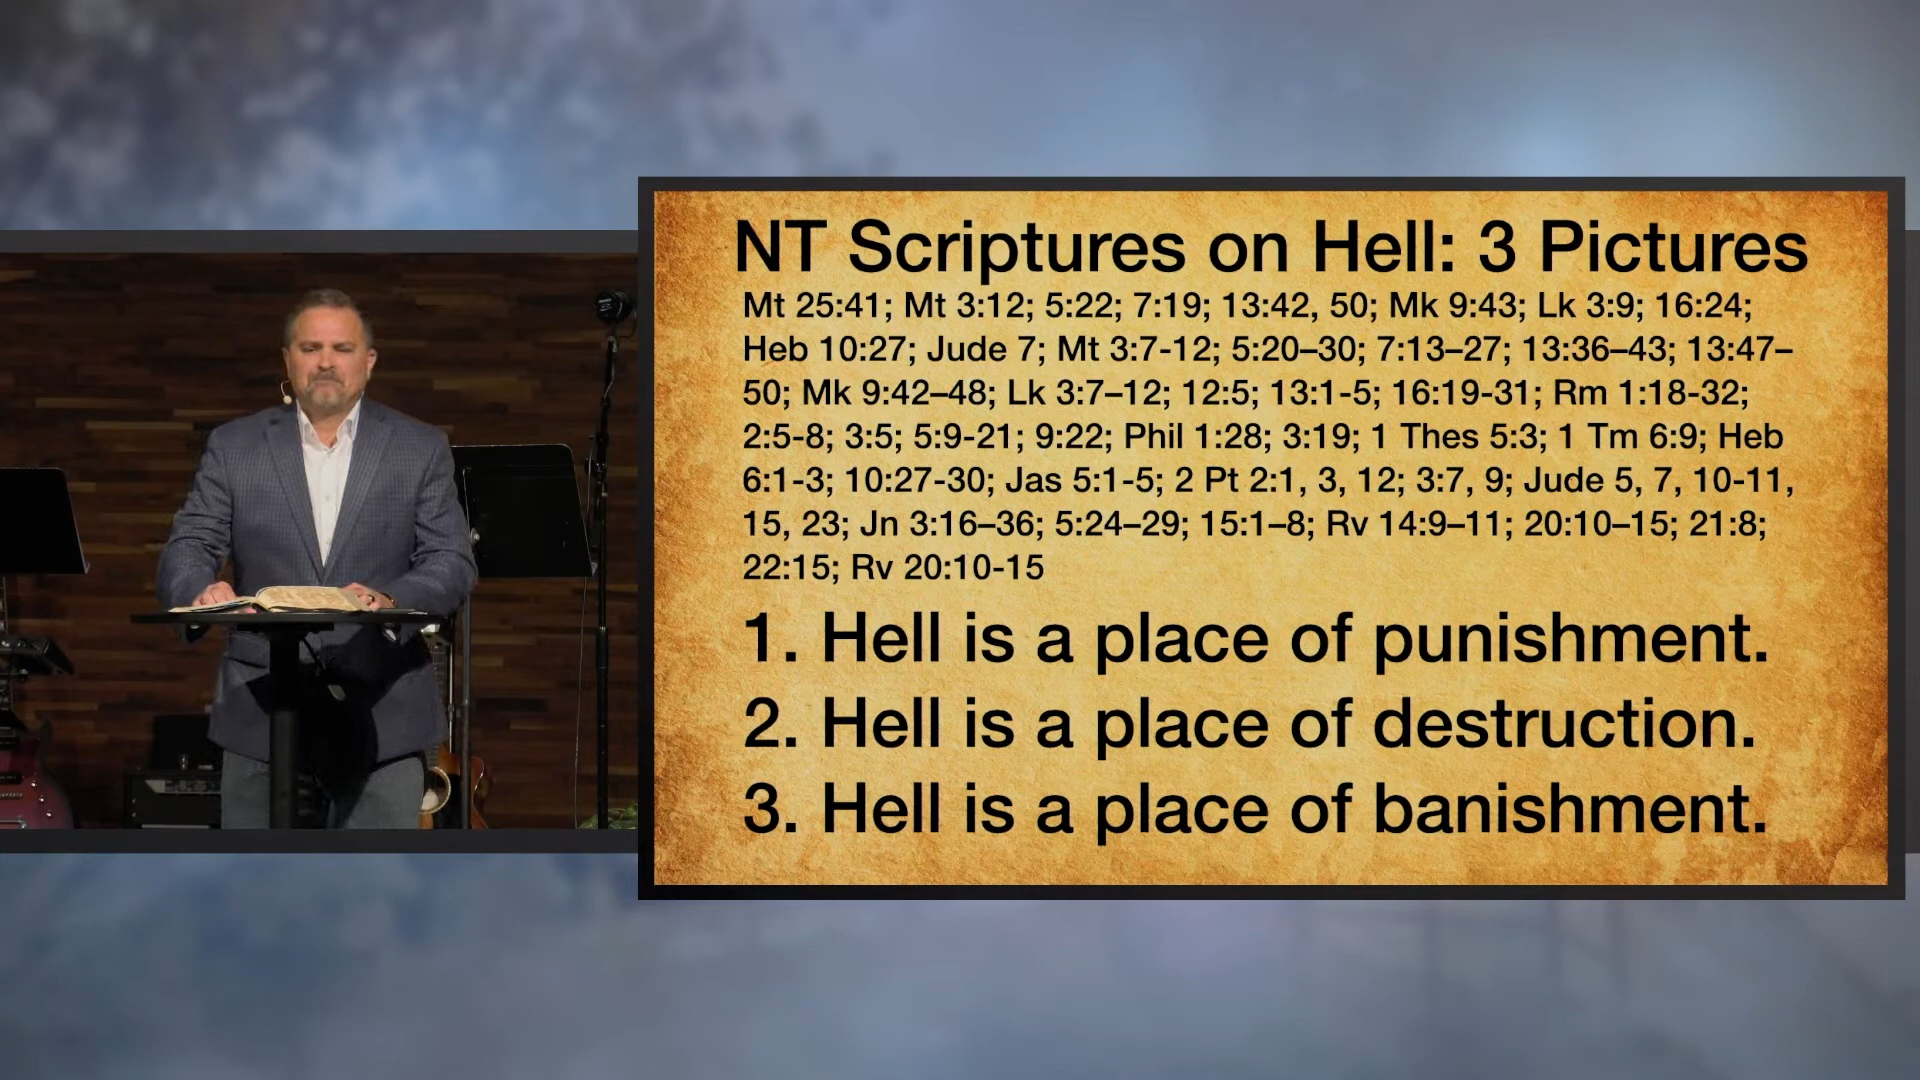 NT Scriptures on Hell: 3 Pictures
Mt 25:41; Mt 3:12; 5:22; 7:19; 13:42, 50; Mk 9:43; Lk 3:9; 16:24;
Heb 10:27; Jude 7; Mt 3:7-12; 5:20–30; 7:13–27; 13:36–43; 13:47–
50; Mk 9:42–48; Lk 3:7–12; 12:5; 13:1-5; 16:19-31; Rm 1:18-32;
2:5-8; 3:5; 5:9-21; 9:22; Phil 1:28; 3:19; 1 Thes 5:3; 1 Tm 6:9; Heb
6:1-3; 10:27-30; Jas 5:1-5; 2 Pt 2:1, 3, 12; 3:7, 9; Jude 5, 7, 10-11,
15, 23; Jn 3:16–36; 5:24–29; 15:1–8; Rv 14:9–11; 20:10–15; 21:8;
22:15; Rv 20:10-15
1. Hell is a place of punishment.
2. Hell is a place of destruction.
3. Hell is a place of banishment.